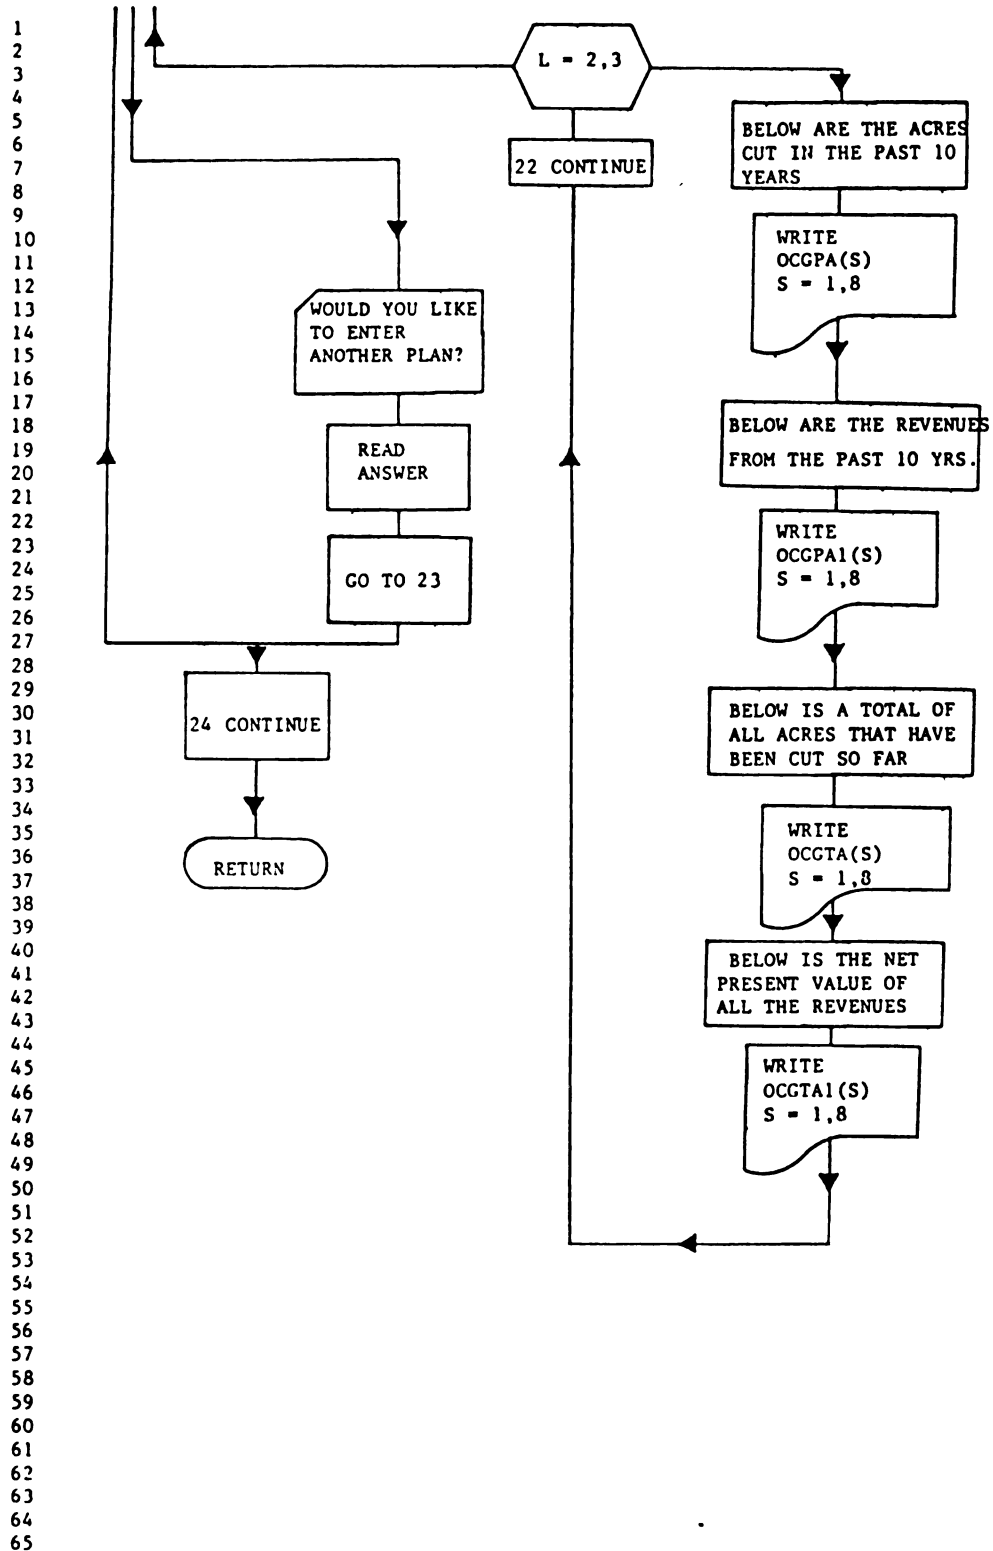 1
2
3
4
5
6
7
8
9
10
11
12
13
14
15
16
17
18
19
20
21
22
23
24
25
26
27
28
29
30
31
32
33
34
35
36
37
38
39
40
41
42
43
44
45
46
47
48
49
50
51
52
53
54
55
56
57
58
59
60
61
62
63
64
65
L = 2,3
22 CONTINUE
WOULD YOU LIKE
TO ENTER
ANOTHER PLAN?
READ
ANSWER
GO TO 23
24 CONTINUE
RETURN
BELOW ARE THE ACRES
CUT IN THE PAST 10
YEARS
WRITE
OCGPA(S)
S = 1,8
BELOW ARE THE REVENUES
FROM THE PAST 10 YRS.
WRITE
OCGPA1(S)
S = 1,8
BELOW IS A TOTAL OF
ALL ACRES THAT HAVE
BEEN CUT SO FAR
WRITE
OCGTA(S)
S = 1,8
BELOW IS THE NET
PRESENT VALUE OF
ALL THE REVENUES
WRITE
OCGTA1(S)
S = 1,8